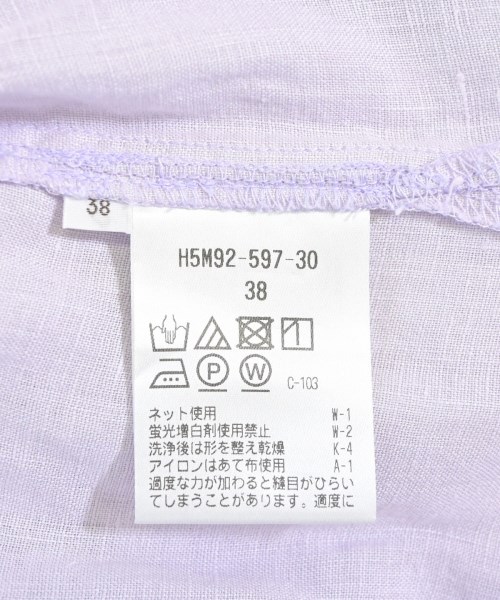 38
H5M92-597-30
38
P W C-103
ネット使用 W-1
蛍光増白剤使用禁止 W-2
洗浄後は形を整え乾燥 K-4
アイロンはあて布使用 A-1
過度な力が加わると縫目がひらい
てしまうことがあります。適度に